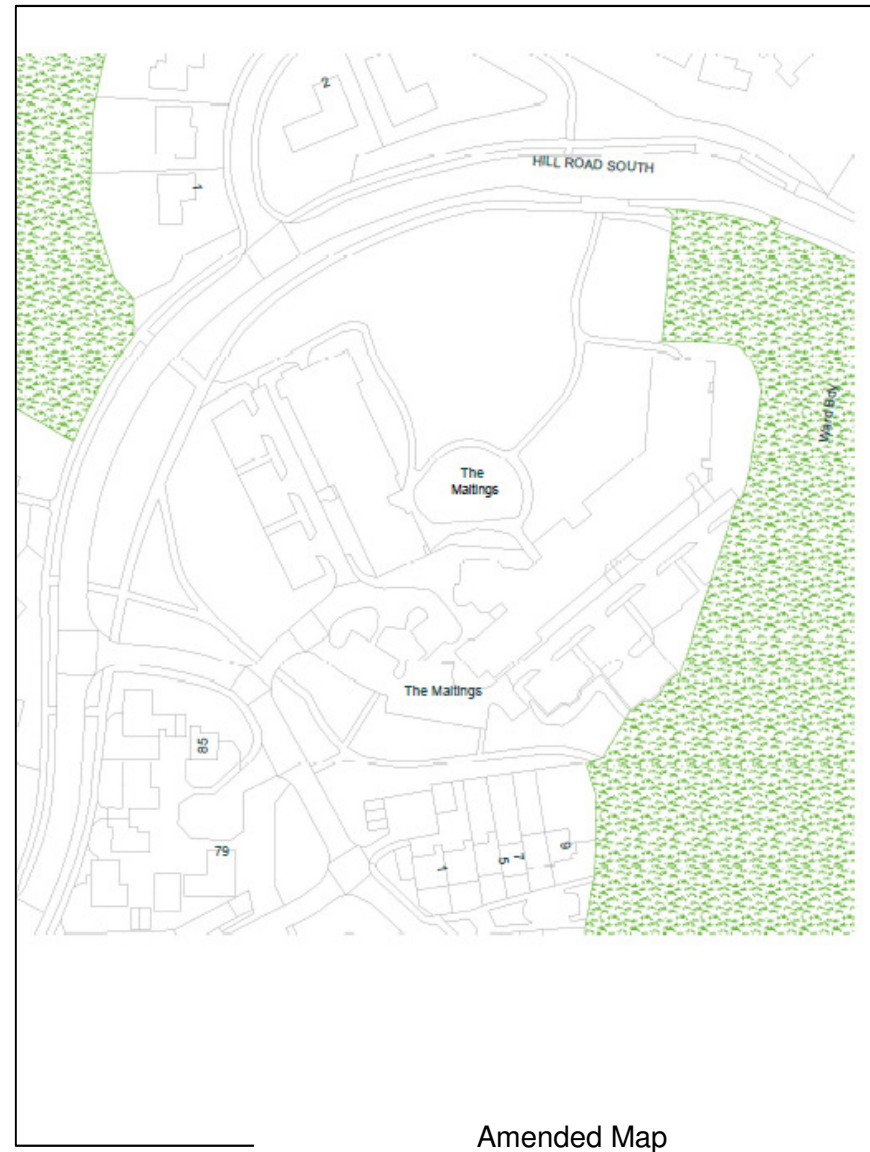 2
HILL ROAD SOUTH
1
Ward Bdy
The
Maltings
The Maltings
85
79
1
5
7
9
Amended Map